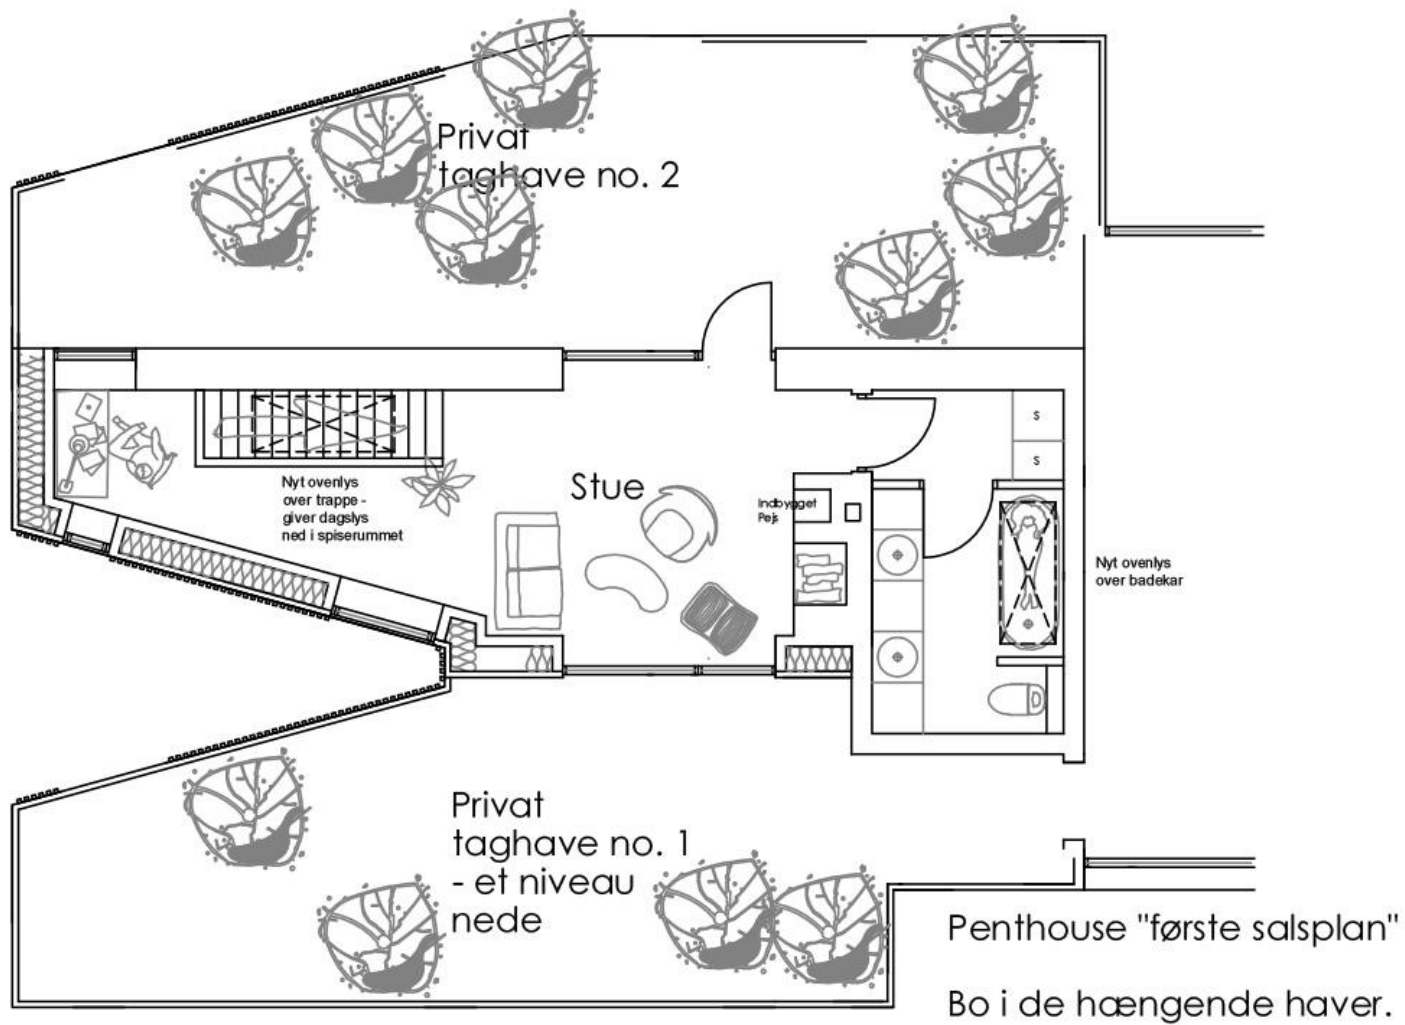 Privat
taghave no. 2
S
S
Stue
Indbygget
Pejs
Nyt ovenlys
over trappe -
giver dagslys
ned i spiserummet
Nyt ovenlys
over badekar
Privat
taghave no. 1
- et niveau
nede
Penthouse "første salsplan"
Bo i de hængende haver.